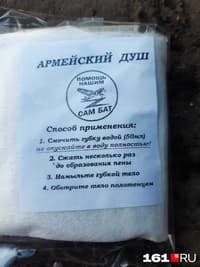 АРМЕЙСКИЙ ДУШ
ПОМОЩЬ
НАШИМ
САМ БАТ
Способ применения:
1. Смочить губку водой (50мл)
не опускайте в воду полностью!
2. Сжать несколько раз
до образования пены
3. Намыльте губкой тело
4. Оботрите тело полотенцем
161.RU